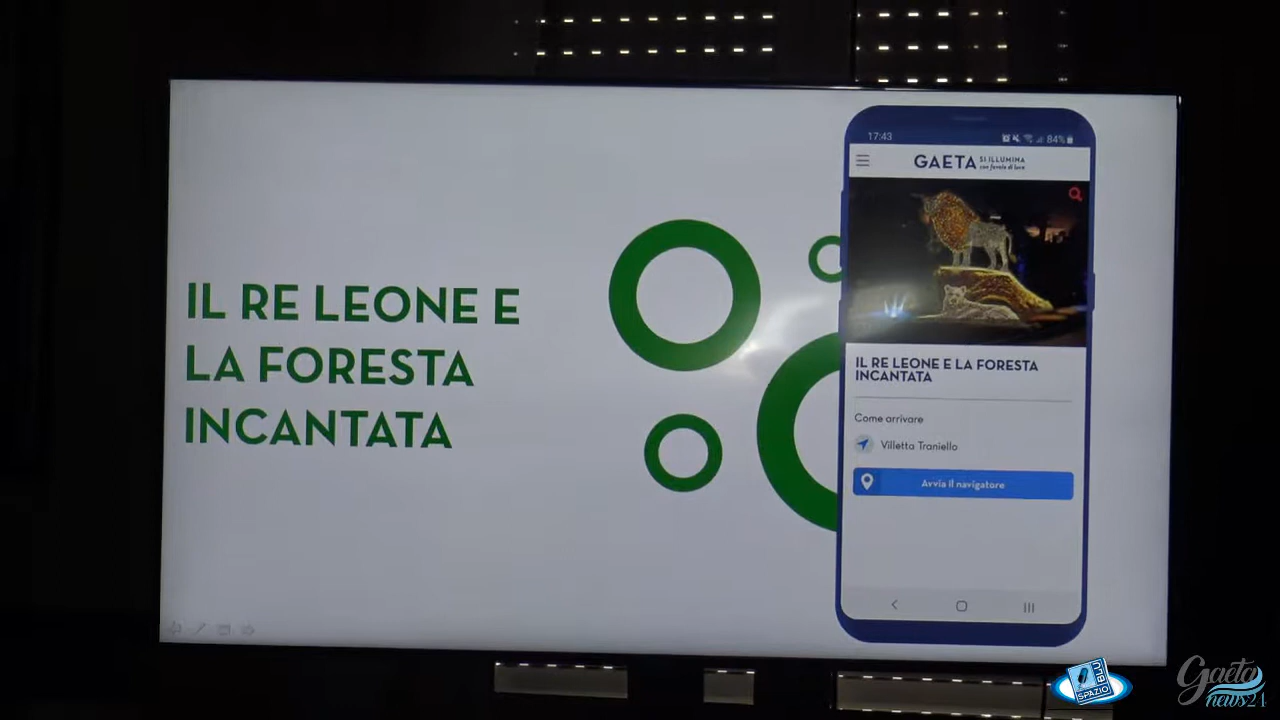 IL RE LEONE E
LA FORESTA
INCANTATA
17:43
84%
GAETA SI ILLUMINA
con favole di luce
IL RE LEONE E LA FORESTA
INCANTATA
Come arrivare
Villetta Traniello
Avvia il navigatore
SPAZIO BLU
Gaeta
news24